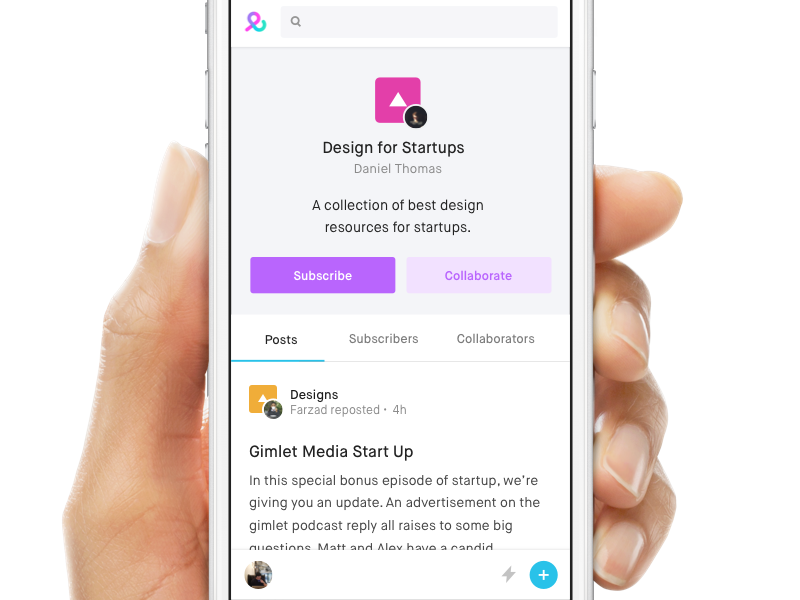 Design for Startups
Daniel Thomas
A collection of best design
resources for startups.
Subscribe
Collaborate
Posts
Subscribers
Collaborators
Designs
Farzad reposted • 4h
Gimlet Media Start Up
In this special bonus episode of startup, we’re
giving you an update. An advertisement on the
gimlet podcast reply all raises to some big
questions. Matt and Alex have a candid